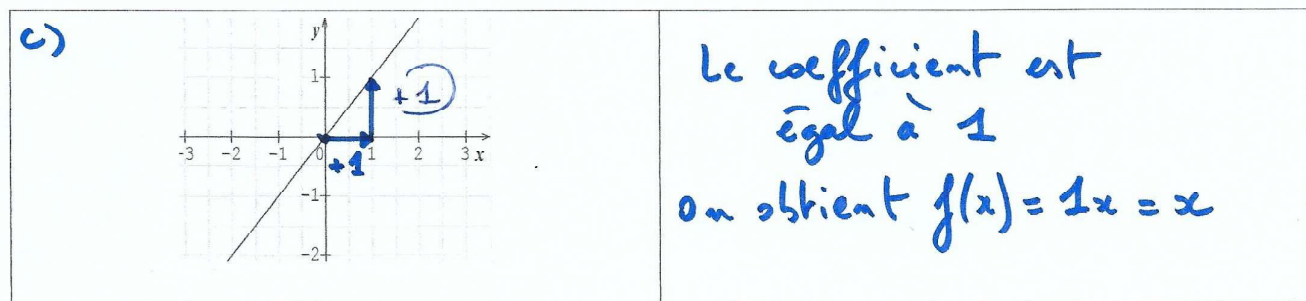 c)
y
1
+1
-3 -2 -1 0 1 2 3 x
+1
-1
-2
Le coefficient est
égal à 1
on obtient f(x) = 1x = x